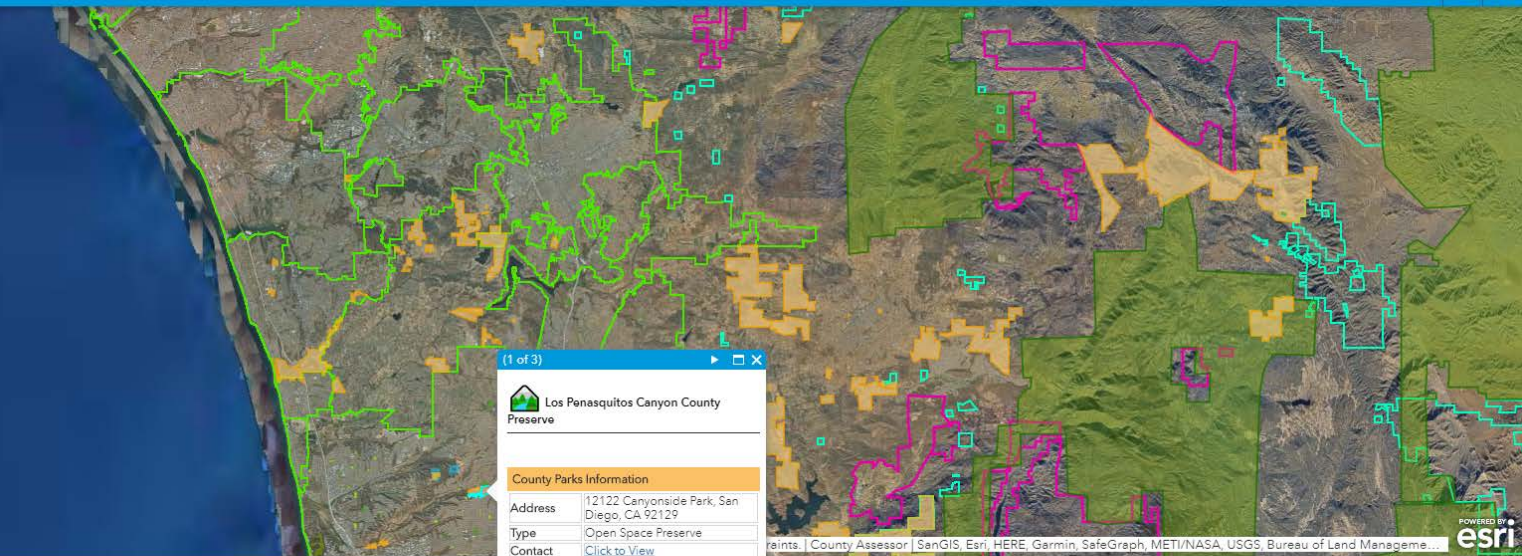 (1 of 3)
Los Penasquitos Canyon County
Preserve
County Parks Information
Address
12122 Canyonside Park, San
Diego, CA 92129
Type
Open Space Preserve
Contact
Click to View
raints. | County Assessor | SanGIS, Esri, HERE, Garmin, SafeGraph, METI/NASA, USGS, Bureau of Land Manageme...
POWERED BY
esri